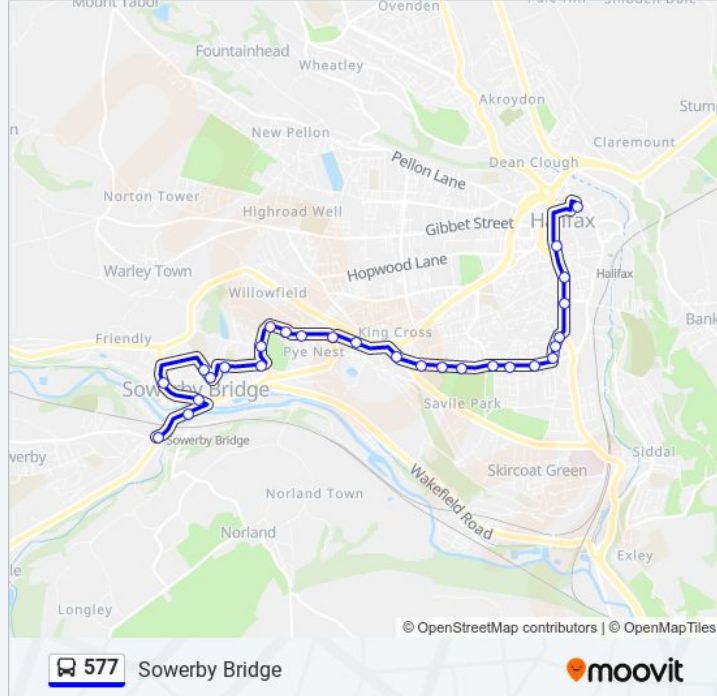 Mount Tabor
Ovenden
Fountainhead
Wheatley
Akroydon
New Pellon
Claremount
Pellon Lane
Dean Clough
Norton Tower
Highroad Well
Gibbet Street
Halifax
Warley Town
Hopwood Lane
Halifax
Willowfield
Friendly
King Cross
Pye Nest
Sowerby Bridge
Savile Park
Sowerby Bridge
Siddal
Skircoat Green
Norland Town
Wakefield Road
Norland
Exley
Longley
© OpenStreetMap contributors | © OpenMapTiles
577 Sowerby Bridge
moovit